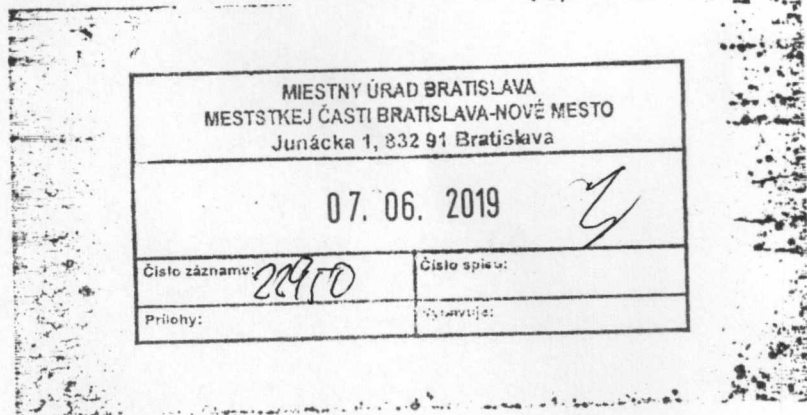 MIESTNY ÚRAD BRATISLAVA
MESTSTKEJ ČASTI BRATISLAVA-NOVÉ MESTO
Junácka 1, 832 91 Bratislava
07. 06. 2019
Číslo záznamu:
Číslo spisu:
Prílohy:
Vybavuje: